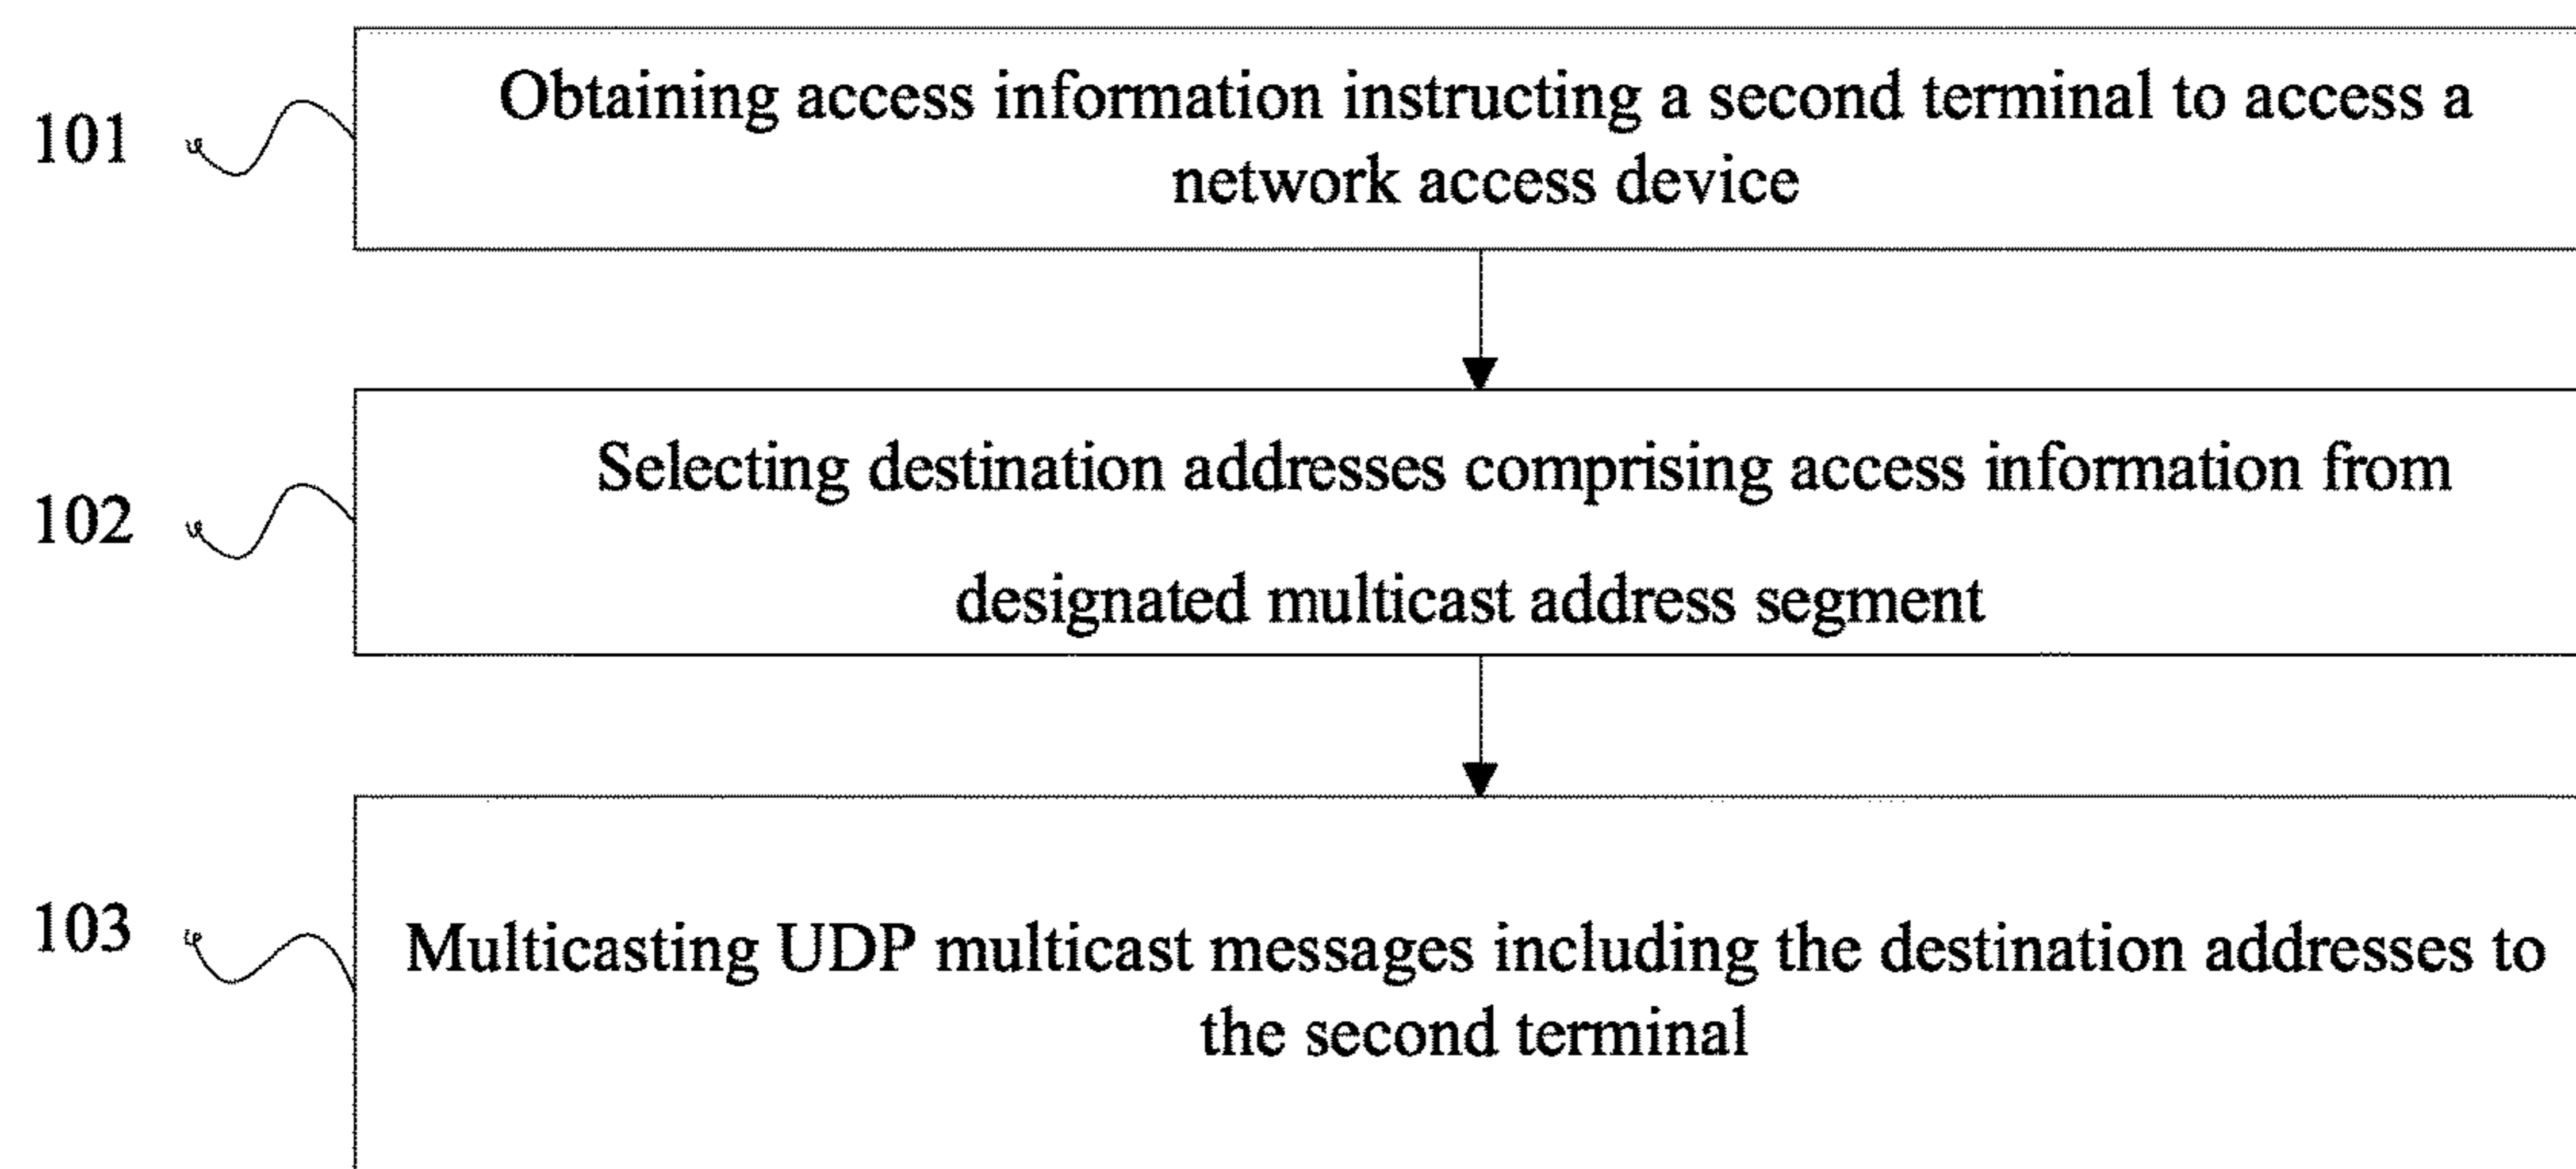 101
Obtaining access information instructing a second terminal to access a
network access device
102
Selecting destination addresses comprising access information from
designated multicast address segment
103
Multicasting UDP multicast messages including the destination addresses to
the second terminal